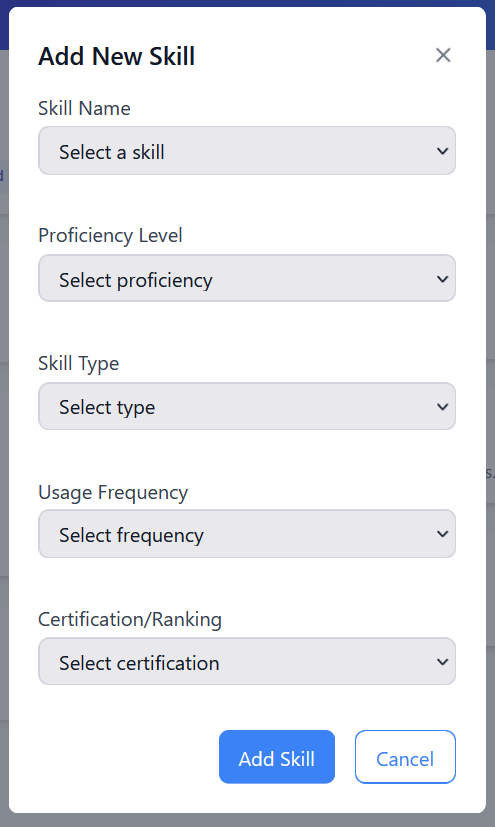 Add New Skill
Skill Name
Select a skill
Proficiency Level
Select proficiency
Skill Type
Select type
Usage Frequency
Select frequency
Certification/Ranking
Select certification
Add Skill Cancel